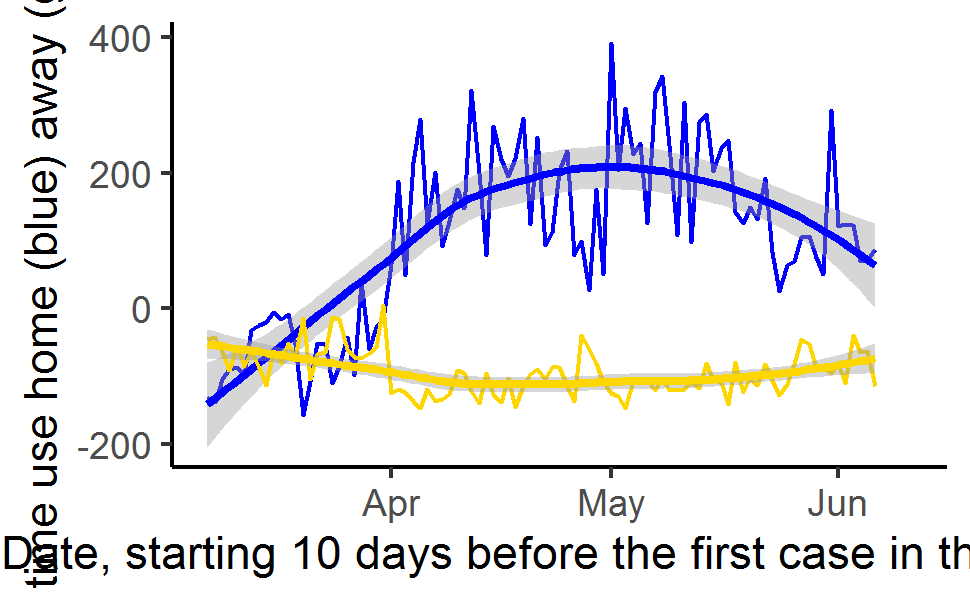 time use home (blue) away (
400
200
0
-200
Apr May Jun
Date, starting 10 days before the first case in th